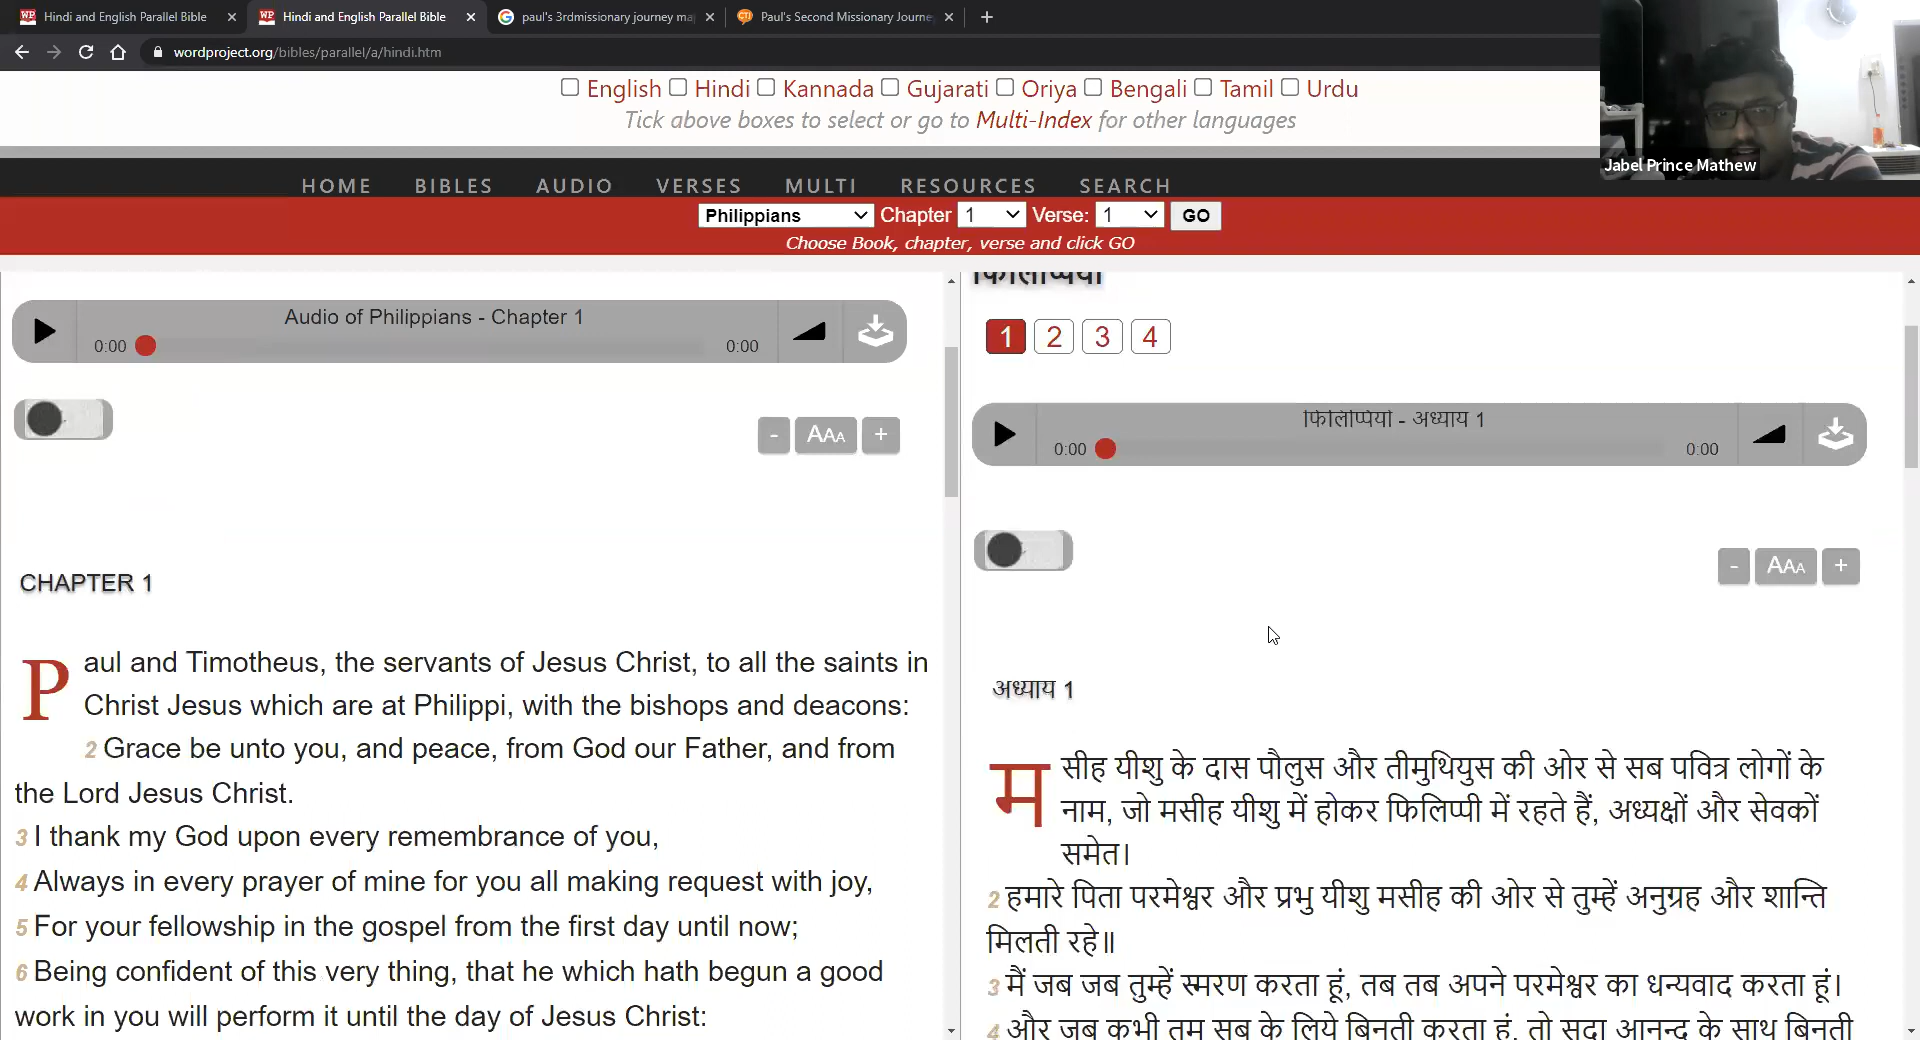 Hindi and English Parallel Bible
Hindi and English Parallel Bible
paul's 3rdmissionary journey ma
Paul's Second Missionary Journe
wordproject.org/bibles/parallel/a/hindi.htm
English Hindi Kannada Gujarati Oriya Bengali Tamil Urdu
Tick above boxes to select or go to Multi-Index for other languages
Jabel Prince Mathew
HOME BIBLES AUDIO VERSES MULTI RESOURCES SEARCH
Philippians Chapter 1 Verse: 1 GO
Choose Book, chapter, verse and click GO
Audio of Philippians - Chapter 1
0:00 0:00
- AAA +
CHAPTER 1
Paul and Timotheus, the servants of Jesus Christ, to all the saints in
Christ Jesus which are at Philippi, with the bishops and deacons:
2 Grace be unto you, and peace, from God our Father, and from
the Lord Jesus Christ.
3 I thank my God upon every remembrance of you,
4 Always in every prayer of mine for you all making request with joy,
5 For your fellowship in the gospel from the first day until now;
6 Being confident of this very thing, that he which hath begun a good
work in you will perform it until the day of Jesus Christ:
फिलिप्पियों
1 2 3 4
फिलिप्पियों - अध्याय 1
0:00 0:00
- AAA +
अध्याय 1
मसीह यीशु के दास पौलुस और तीमुथियुस की ओर से सब पवित्र लोगों के
नाम, जो मसीह यीशु में होकर फिलिप्पी में रहते हैं, अध्यक्षों और सेवकों
समेत।
2 हमारे पिता परमेश्वर और प्रभु यीशु मसीह की ओर से तुम्हें अनुग्रह और शान्ति
मिलती रहे॥
3 मैं जब जब तुम्हें स्मरण करता हूं, तब तब अपने परमेश्वर का धन्यवाद करता हूं।
4 और जब कभी तुम सब के लिये बिनती करता हूं, तो सदा आनन्द के साथ बिनती